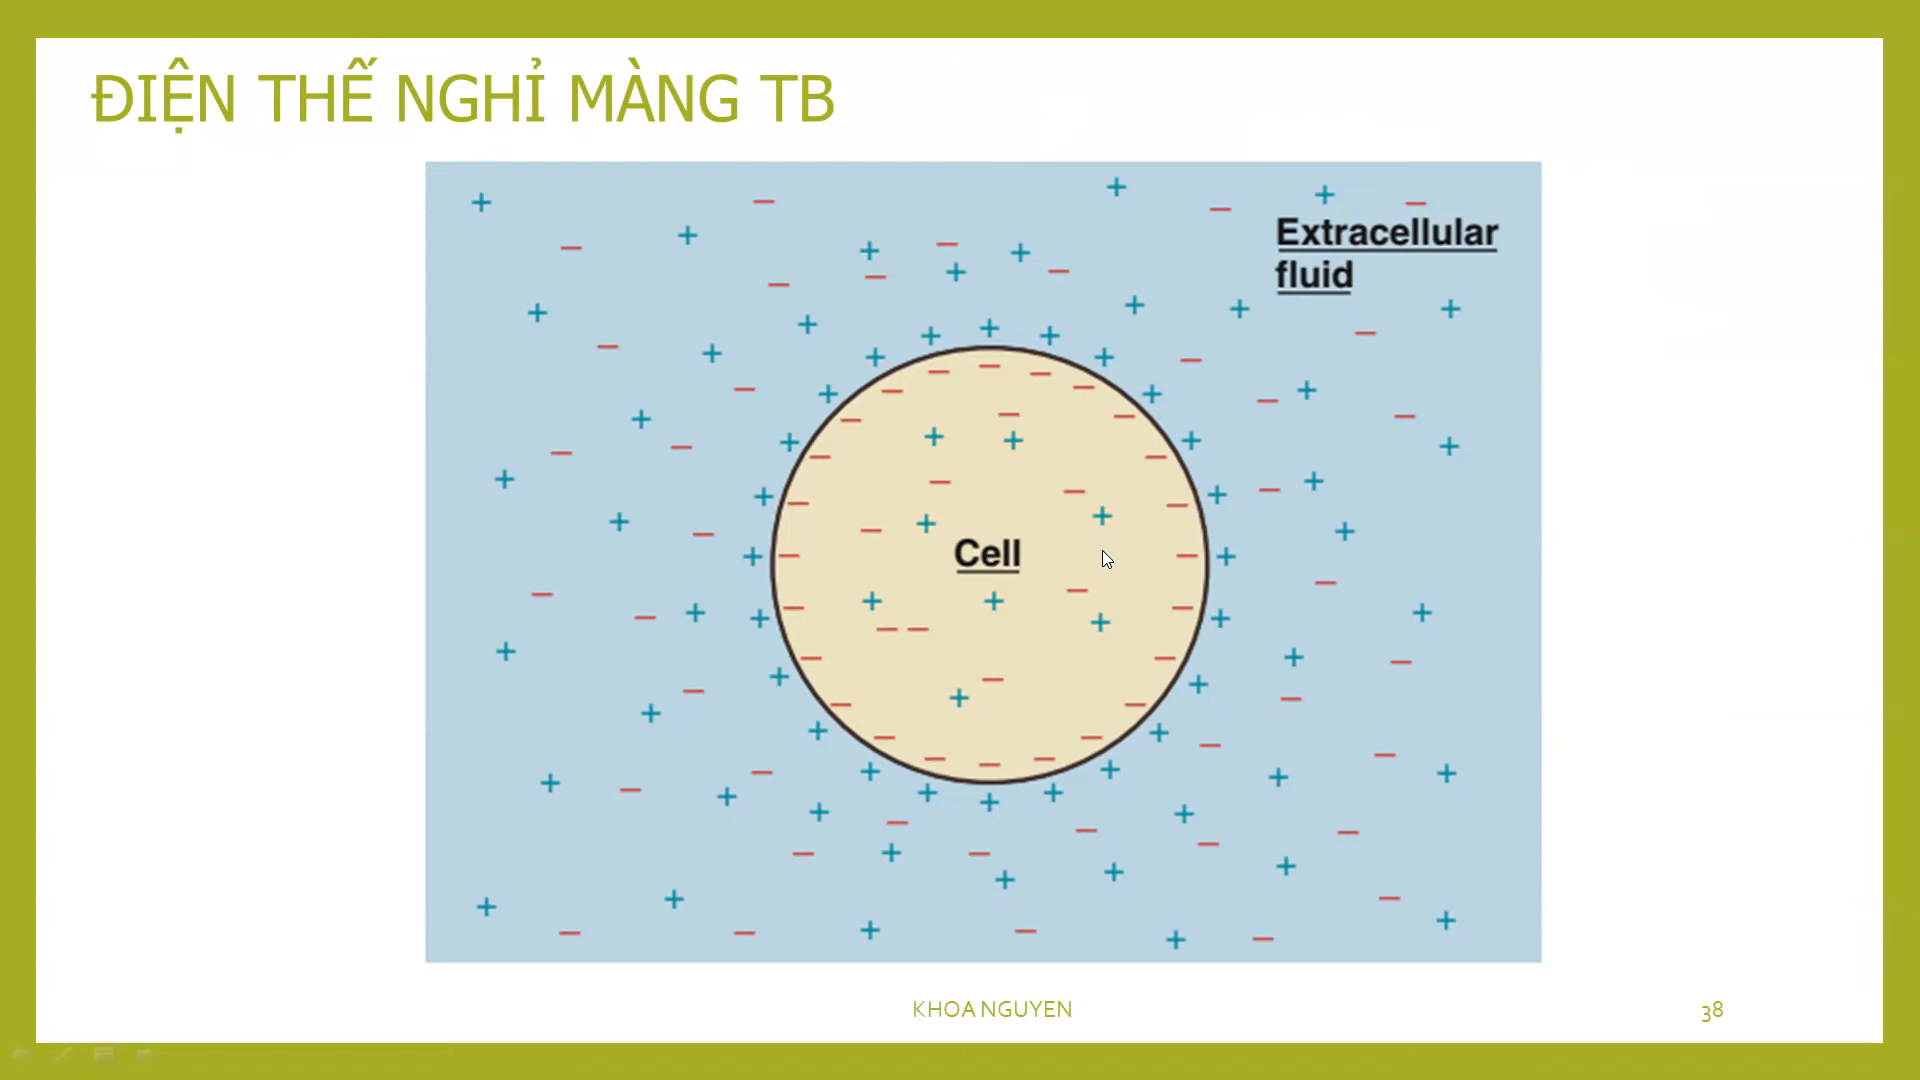 ĐIỆN THẾ NGHỈ MÀNG TB
Extracellular
fluid
Cell
KHOA NGUYEN
38